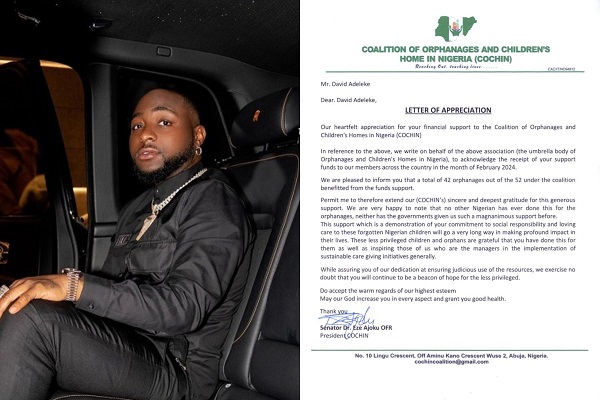 COALITION OF ORPHANAGES AND CHILDREN'S
HOME IN NIGERIA (COCHIN)
Reaching Out, touching lives
Mr. David Adeleke
Dear. David Adeleke,
LETTER OF APPRECIATION
Our heartfelt appreciation for your financial support to the Coalition of Orphanages and
Children's Homes in Nigeria (COCHIN)
In reference to the above, we write on behalf of the above association (the umbrella body of
Orphanages and Children's Homes in Nigeria), to acknowledge the receipt of your support
funds to our members across the country in the month of February 2024.
We are pleased to inform you that a total of 42 orphanages out of the 52 under the coalition
benefitted from the funds support.
Permit me to therefore extend our (COCHIN's) sincere and deepest gratitude for this generous
support. We are very happy to note that no other Nigerian has ever done this for the
orphanages, neither has the governments given us such a magnanimous support before.
This support which is a demonstration of your commitment to social responsibility and loving
care to these forgotten Nigerian children will go a very long way in making profound impact in
their lives. These less privileged children and orphans are grateful that you have done this for
them as well as inspiring those of us who are the managers in the implementation of
sustainable care giving initiatives generally.
While assuring you of our dedication at ensuring judicious use of the resources, we exercise no
doubt that you will continue to be a beacon of hope for the less privileged.
Do accept the warm regards of our highest esteem
May our God increase you in every aspect and grant you good health.
Thank you
Senator Dr. Eze Ajoku OFR
President COCHIN
No. 16 Lingu Crescent, Off Aminu Kano Crescent Wuse 2, Abuja, Nigeria.
cochincoalition@gmail.com